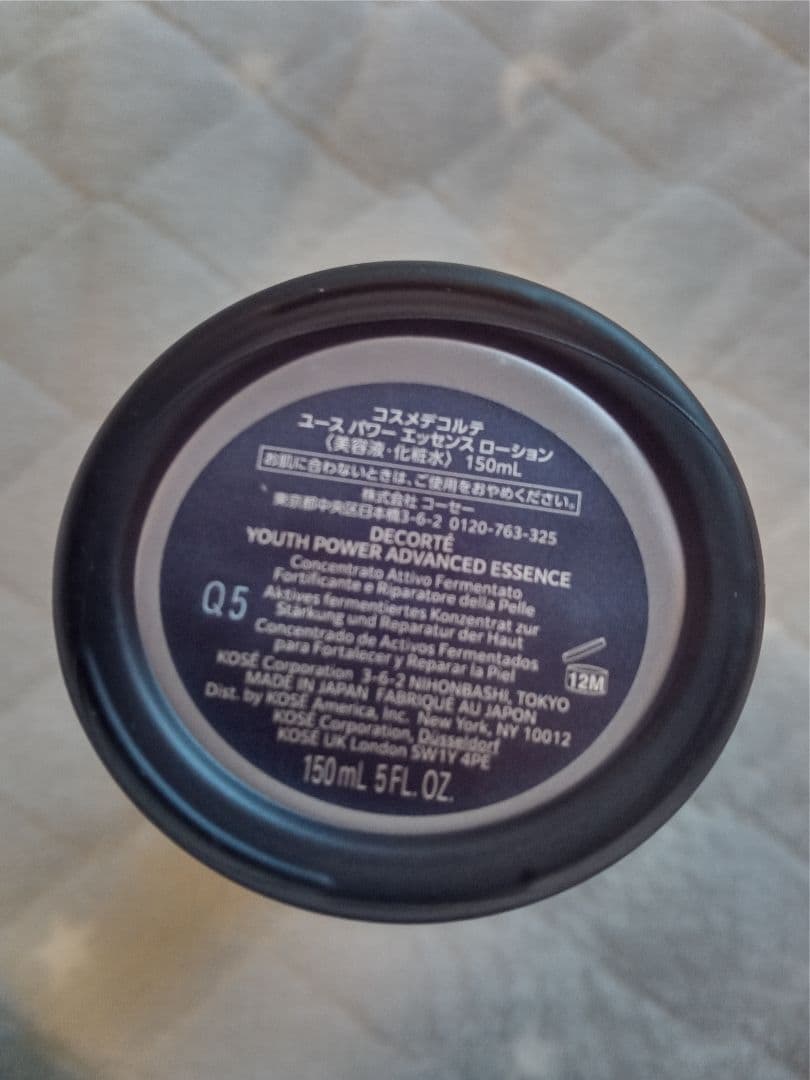 コスメデコルテ
ユース パワー エッセンス ローション
〈美容液・化粧水〉 150mL
お肌に合わないときは、ご使用をおやめください。
株式会社 コーセー
東京都中央区日本橋3-6-2 0120-763-325
DECORTÉ
YOUTH POWER ADVANCED ESSENCE
Concentrato Attivo Fermentato
Fortificante e Riparatore della Pelle
Aktives fermentiertes Konzentrat zur
Stärkung und Reparatur der Haut
Concentrado de Activos Fermentados
para Fortalecer y Reparar la Piel
Q5
12M
KOSÉ Corporation 3-6-2 NIHONBASHI, TOKYO
MADE IN JAPAN FABRIQUÉ AU JAPON
Dist. by KOSÉ America, Inc. New York, NY 10012
KOSÉ Corporation, Düsseldorf
KOSÉ UK London SW1Y 4PE
150mL 5FL. OZ.